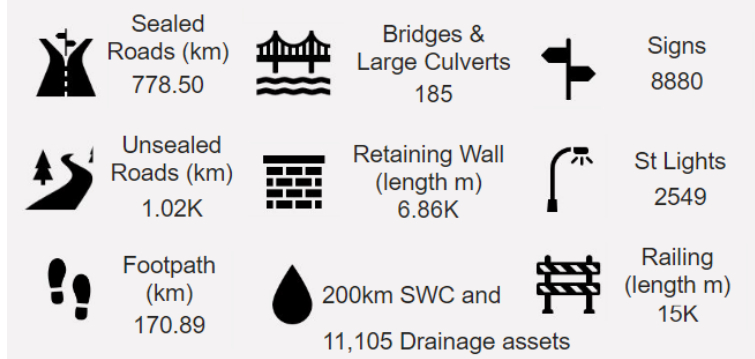 Sealed
Roads (km)
778.50
Bridges &
Large Culverts
185
Signs
8880
Unsealed
Roads (km)
1.02K
Retaining Wall
(length m)
6.86K
St Lights
2549
Footpath
(km)
170.89
200km SWC and
11,105 Drainage assets
Railing
(length m)
15K